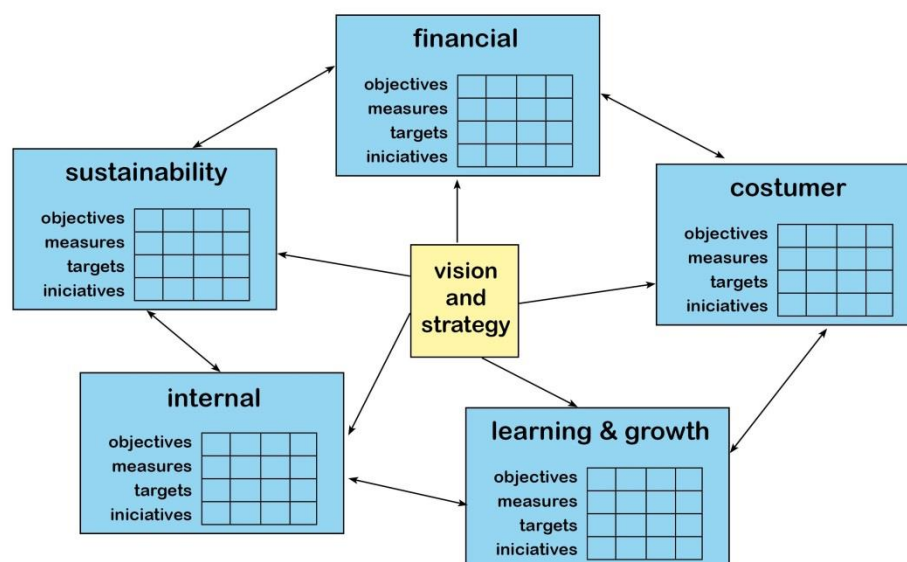 financial
objectives
measures
targets
iniciatives
sustainability
objectives
measures
targets
iniciatives
costumer
objectives
measures
targets
iniciatives
vision
and
strategy
internal
objectives
measures
targets
iniciatives
learning & growth
objectives
measures
targets
iniciatives